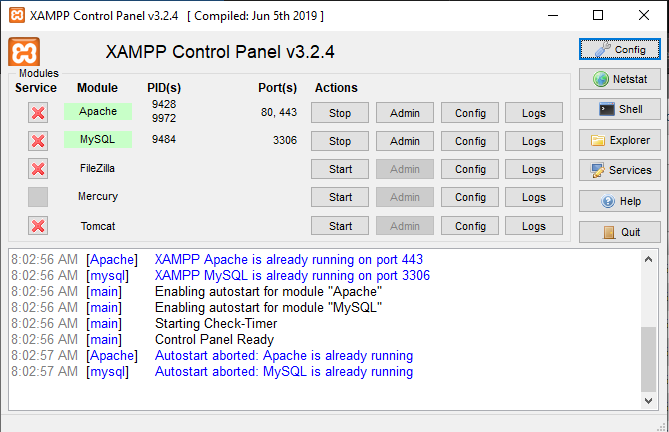 XAMPP Control Panel v3.2.4 [ Compiled: Jun 5th 2019 ]
XAMPP Control Panel v3.2.4
Config
Modules
Service Module PID(s) Port(s) Actions
Netstat
Apache 9428 9972 80, 443 Stop Admin Config Logs
Shell
MySQL 9484 3306 Stop Admin Config Logs
Explorer
FileZilla Start Admin Config Logs
Services
Mercury Start Admin Config Logs
Help
Tomcat Start Admin Config Logs
Quit
8:02:56 AM [Apache] XAMPP Apache is already running on port 443
8:02:56 AM [mysql] XAMPP MySQL is already running on port 3306
8:02:56 AM [main] Enabling autostart for module "Apache"
8:02:56 AM [main] Enabling autostart for module "MySQL"
8:02:56 AM [main] Starting Check-Timer
8:02:56 AM [main] Control Panel Ready
8:02:57 AM [Apache] Autostart aborted: Apache is already running
8:02:57 AM [mysql] Autostart aborted: MySQL is already running